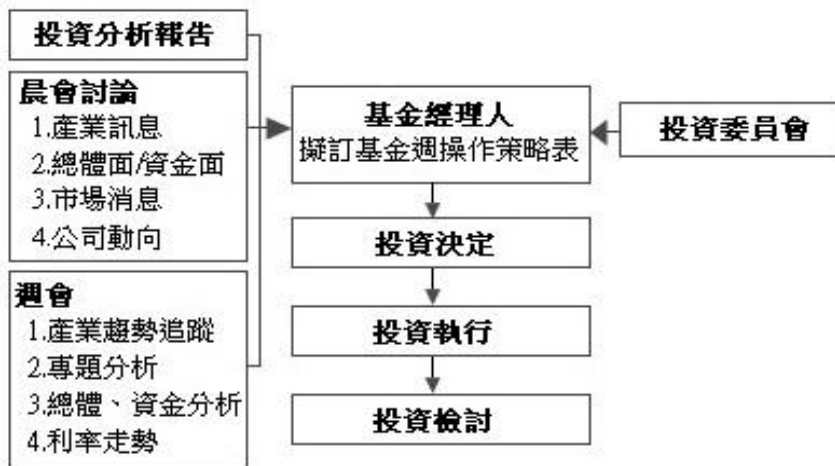 投資分析報告
晨會討論
1.產業訊息
2.總體面/資金面
3.市場消息
4.公司動向
週會
1.產業趨勢追蹤
2.專題分析
3.總體、資金分析
4.利率走勢
基金經理人
擬訂基金週操作策略表
投資決定
投資執行
投資檢討
投資委員會